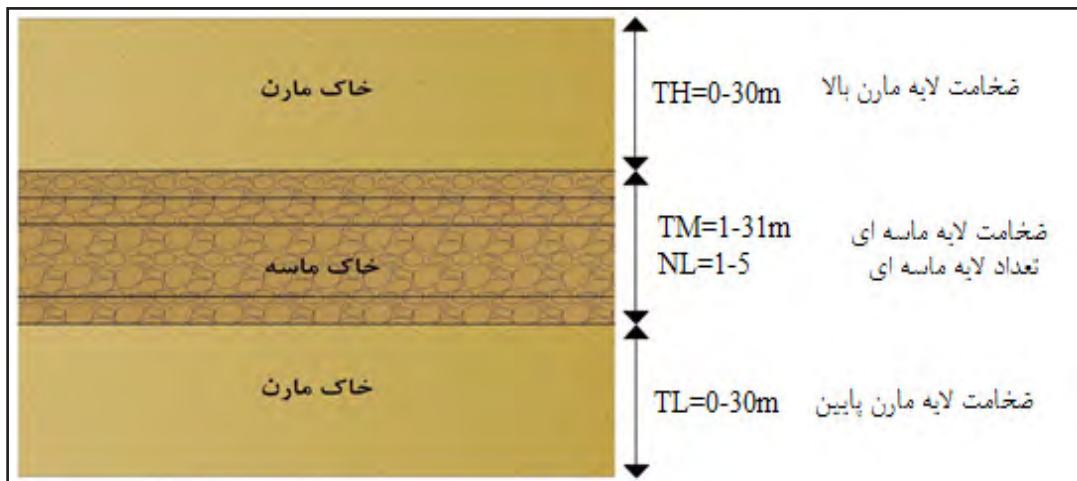 خاک مارن
TH=0-30m
ضخامت لایه مارن بالا
خاک ماسه
TM=1-31m
NL=1-5
ضخامت لایه ماسه ای
تعداد لایه ماسه ای
خاک مارن
TL=0-30m
ضخامت لایه مارن پایین